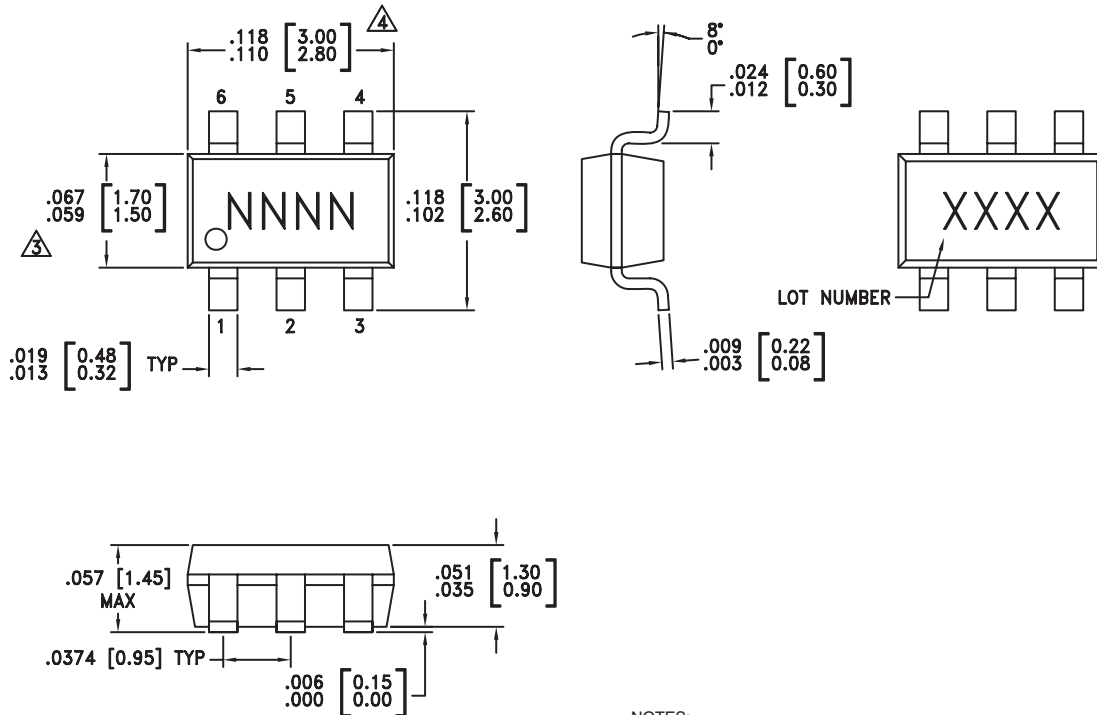 .118 [3.00]
.110 [2.80]
4
6 5 4
.067 [1.70]
.059 [1.50]
3
NNNN
.118 [3.00]
.102 [2.60]
1 2 3
.019 [0.48] TYP
.013 [0.32]
8°
0°
.024 [0.60]
.012 [0.30]
.009 [0.22]
.003 [0.08]
XXXX
LOT NUMBER
.057 [1.45]
MAX
.051 [1.30]
.035 [0.90]
.0374 [0.95] TYP
.006 [0.15]
.000 [0.00]
NOTES: